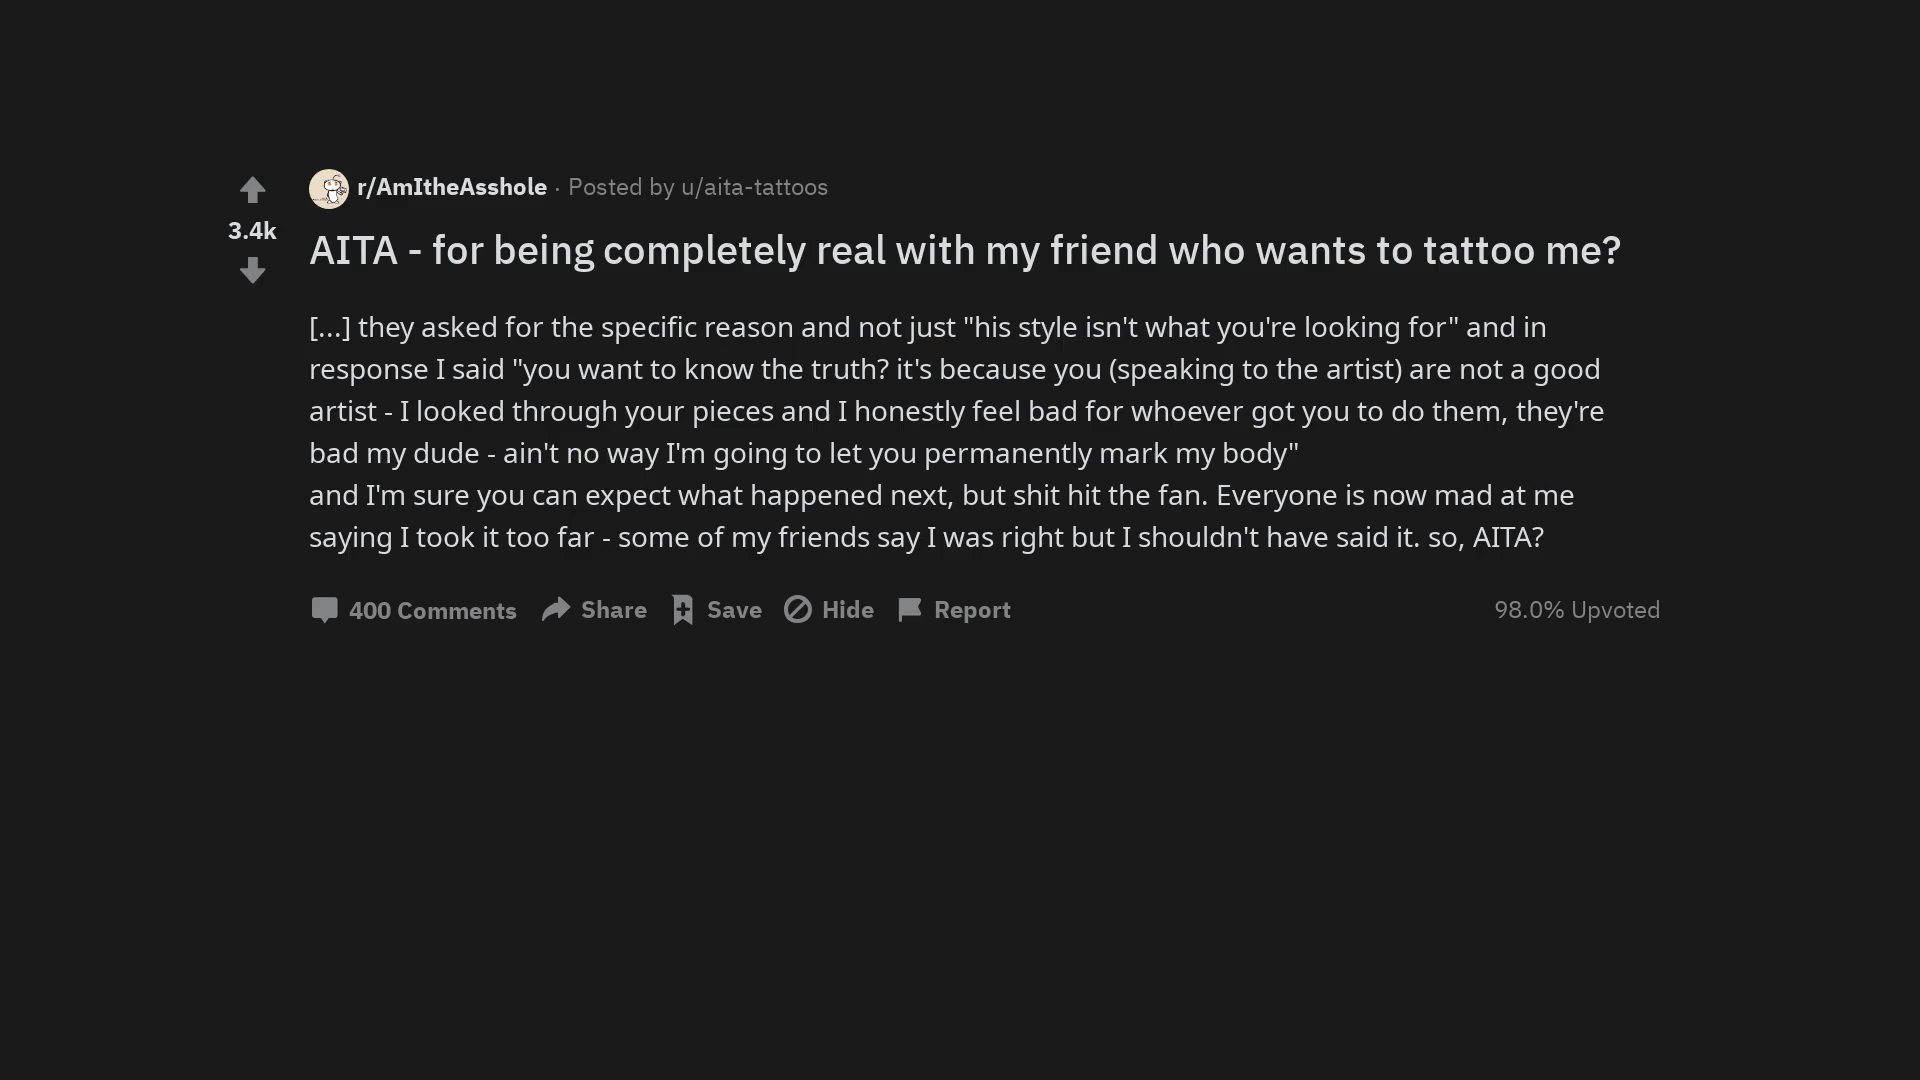 r/AmItheAsshole · Posted by u/aita-tattoos
3.4k
AITA - for being completely real with my friend who wants to tattoo me?
[...] they asked for the specific reason and not just "his style isn't what you're looking for" and in
response I said "you want to know the truth? it's because you (speaking to the artist) are not a good
artist - I looked through your pieces and I honestly feel bad for whoever got you to do them, they're
bad my dude - ain't no way I'm going to let you permanently mark my body"
and I'm sure you can expect what happened next, but shit hit the fan. Everyone is now mad at me
saying I took it too far - some of my friends say I was right but I shouldn't have said it. so, AITA?
400 Comments Share Save Hide Report 98.0% Upvoted